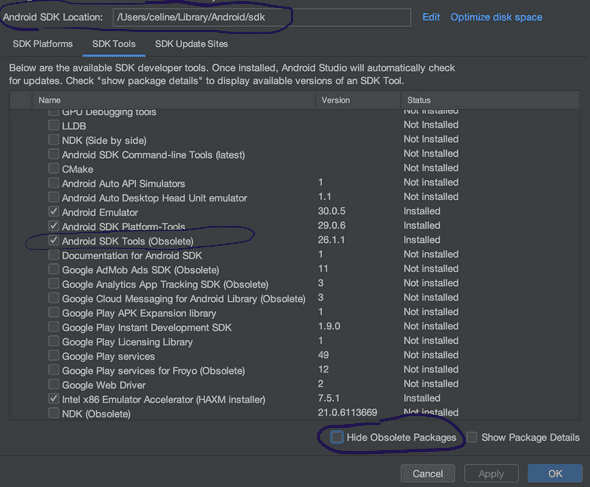 Android SDK Location: /Users/celine/Library/Android/sdk Edit Optimize disk space
SDK Platforms SDK Tools SDK Update Sites
Below are the available SDK developer tools. Once installed, Android Studio will automatically check
for updates. Check "show package details" to display available versions of an SDK Tool.
Name Version Status
GPU Debugging tools Not Installed
LLDB Not Installed
NDK (Side by side) Not Installed
Android SDK Command-line Tools (latest) Not Installed
CMake Not Installed
Android Auto API Simulators 1 Not installed
Android Auto Desktop Head Unit emulator 1.1 Not installed
Android Emulator 30.0.5 Installed
Android SDK Platform-Tools 29.0.6 Installed
Android SDK Tools (Obsolete) 26.1.1 Installed
Documentation for Android SDK 1 Not installed
Google AdMob Ads SDK (Obsolete) 11 Not installed
Google Analytics App Tracking SDK (Obsolete) 3 Not installed
Google Cloud Messaging for Android Library (Obsolete) 3 Not installed
Google Play APK Expansion library 1 Not installed
Google Play Instant Development SDK 1.9.0 Not installed
Google Play Licensing Library 1 Not installed
Google Play services 49 Not installed
Google Play services for Froyo (Obsolete) 12 Not installed
Google Web Driver 2 Not installed
Intel x86 Emulator Accelerator (HAXM installer) 7.5.1 Installed
NDK (Obsolete) 21.0.6113669 Not installed
Hide Obsolete Packages Show Package Details
Cancel Apply OK